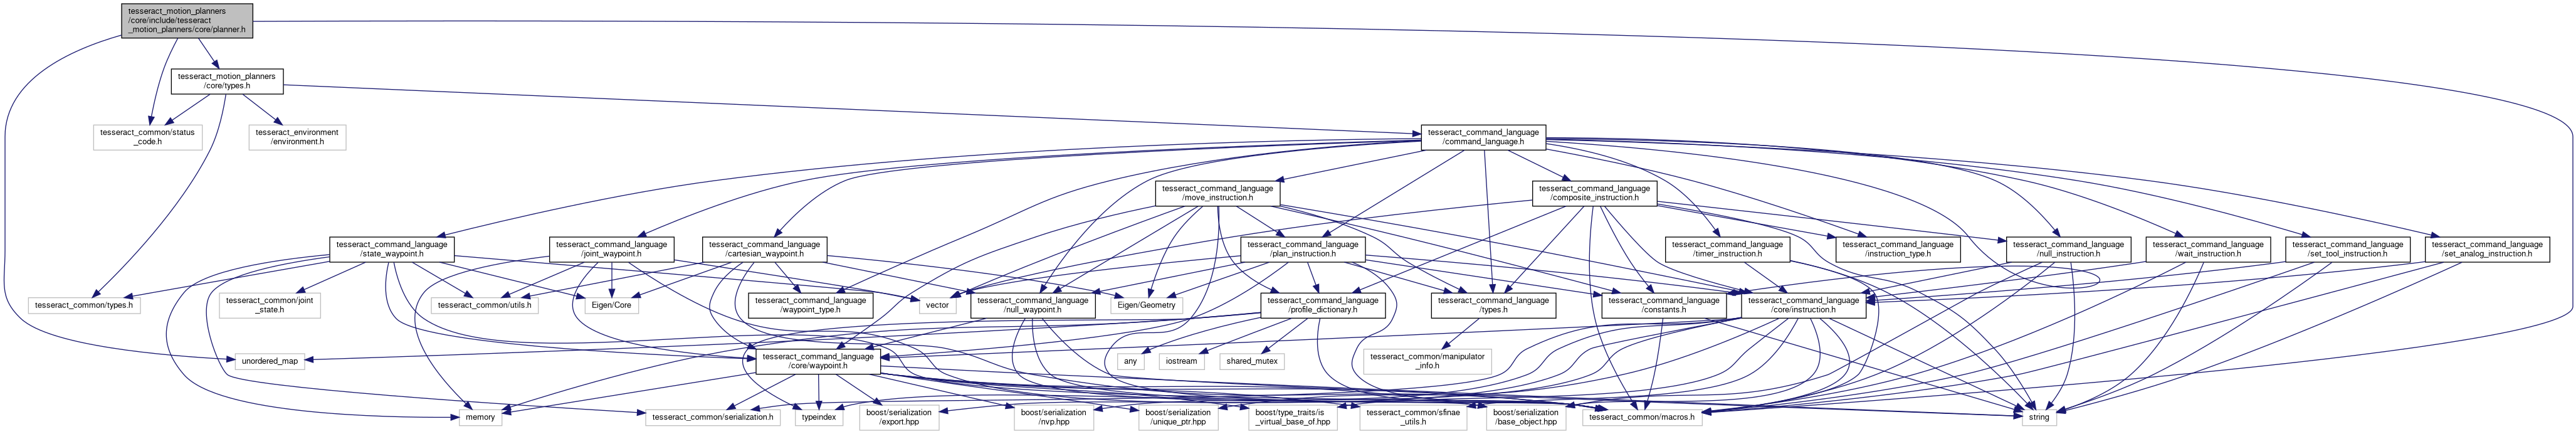 tesseract_motion_planners
/core/include/tesseract
_motion_planners/core/planner.h
tesseract_motion_planners
/core/types.h
tesseract_common/status
_code.h
tesseract_environment
/environment.h
tesseract_command_language
/command_language.h
tesseract_command_language
/move_instruction.h
tesseract_command_language
/composite_instruction.h
tesseract_command_language
/state_waypoint.h
tesseract_command_language
/joint_waypoint.h
tesseract_command_language
/cartesian_waypoint.h
tesseract_command_language
/plan_instruction.h
tesseract_command_language
/timer_instruction.h
tesseract_command_language
/instruction_type.h
tesseract_command_language
/null_instruction.h
tesseract_command_language
/wait_instruction.h
tesseract_command_language
/set_tool_instruction.h
tesseract_command_language
/set_analog_instruction.h
tesseract_common/types.h
tesseract_common/joint
_state.h
tesseract_common/utils.h
Eigen/Core
tesseract_command_language
/waypoint_type.h
vector
tesseract_command_language
/null_waypoint.h
Eigen/Geometry
tesseract_command_language
/profile_dictionary.h
tesseract_command_language
/types.h
tesseract_command_language
/constants.h
tesseract_command_language
/core/instruction.h
unordered_map
tesseract_command_language
/core/waypoint.h
any
iostream
shared_mutex
tesseract_common/manipulator
_info.h
memory
tesseract_common/serialization.h
typeindex
boost/serialization
/export.hpp
boost/serialization
/nvp.hpp
boost/serialization
/unique_ptr.hpp
boost/type_traits/is
_virtual_base_of.hpp
tesseract_common/sfinae
_utils.h
boost/serialization
/base_object.hpp
tesseract_common/macros.h
string